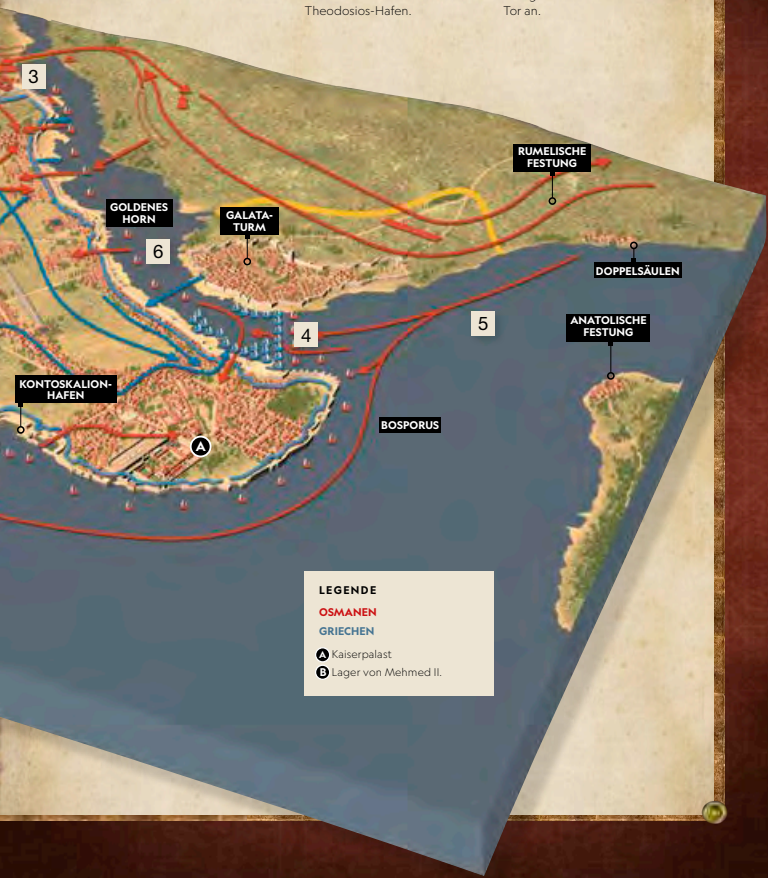 Theodosios-Hafen.
Tor an.
3
RUMELISCHE
FESTUNG
GOLDENES
HORN
GALATA-
TURM
6
DOPPELSÄULEN
4
5
ANATOLISCHE
FESTUNG
KONTOSKALION-
HAFEN
BOSPORUS
A
LEGENDE
OSMANEN
GRIECHEN
A Kaiserpalast
B Lager von Mehmed II.